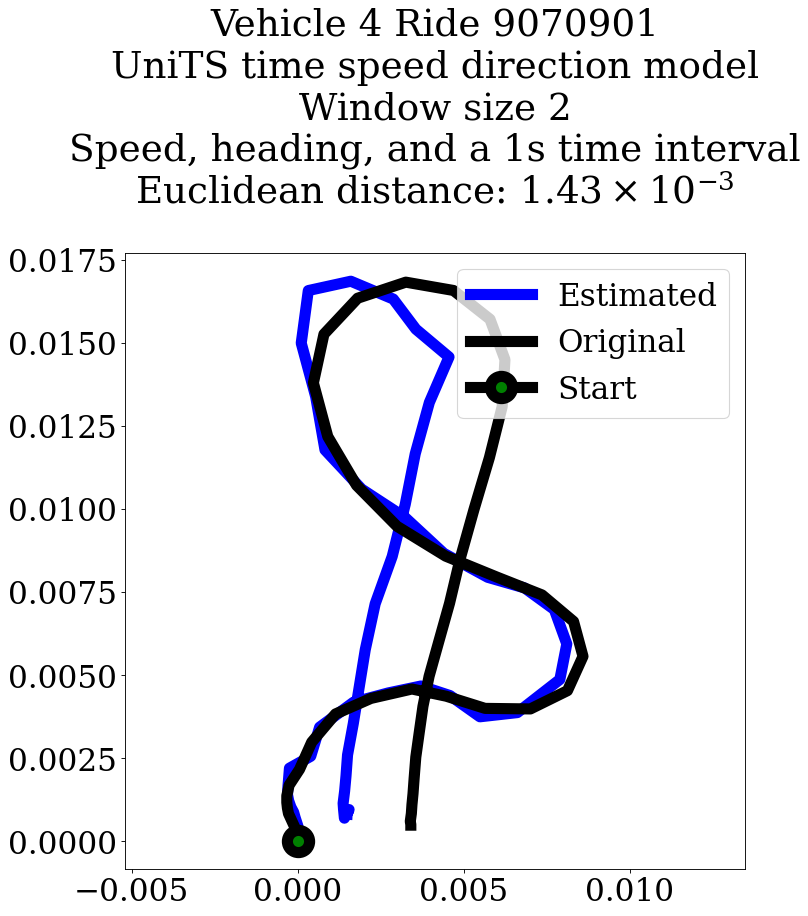 Vehicle 4 Ride 9070901
UniTS time speed direction model
Window size 2
Speed, heading, and a 1s time interval
Euclidean distance: 1.43 × 10⁻³
0.0175
0.0150
0.0125
0.0100
0.0075
0.0050
0.0025
0.0000
Estimated
Original
Start
−0.005 0.000 0.005 0.010